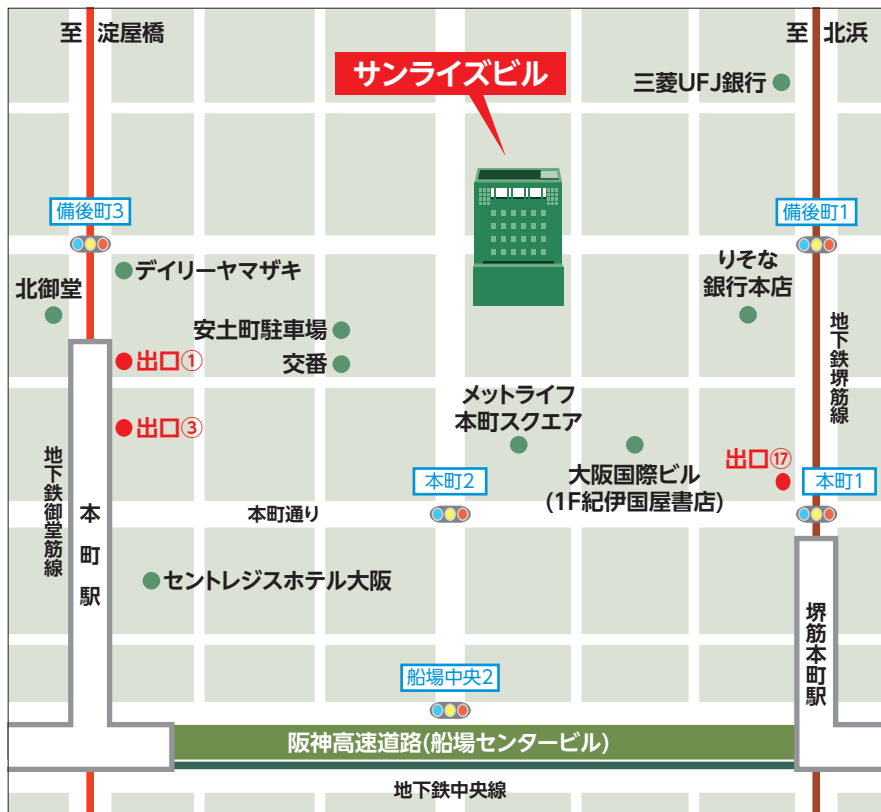 至 淀屋橋
至 北浜
サンライズビル
三菱UFJ銀行
備後町3
備後町1
デイリーヤマザキ
北御堂
りそな
銀行本店
安土町駐車場
交番
出口①
出口③
地下鉄堺筋線
メットライフ
本町スクエア
大阪国際ビル
(1F紀伊国屋書店)
出口⑰
地下鉄御堂筋線
本町駅
本町2
本町1
本町通り
セントレジスホテル大阪
堺筋本町駅
船場中央2
阪神高速道路(船場センタービル)
地下鉄中央線